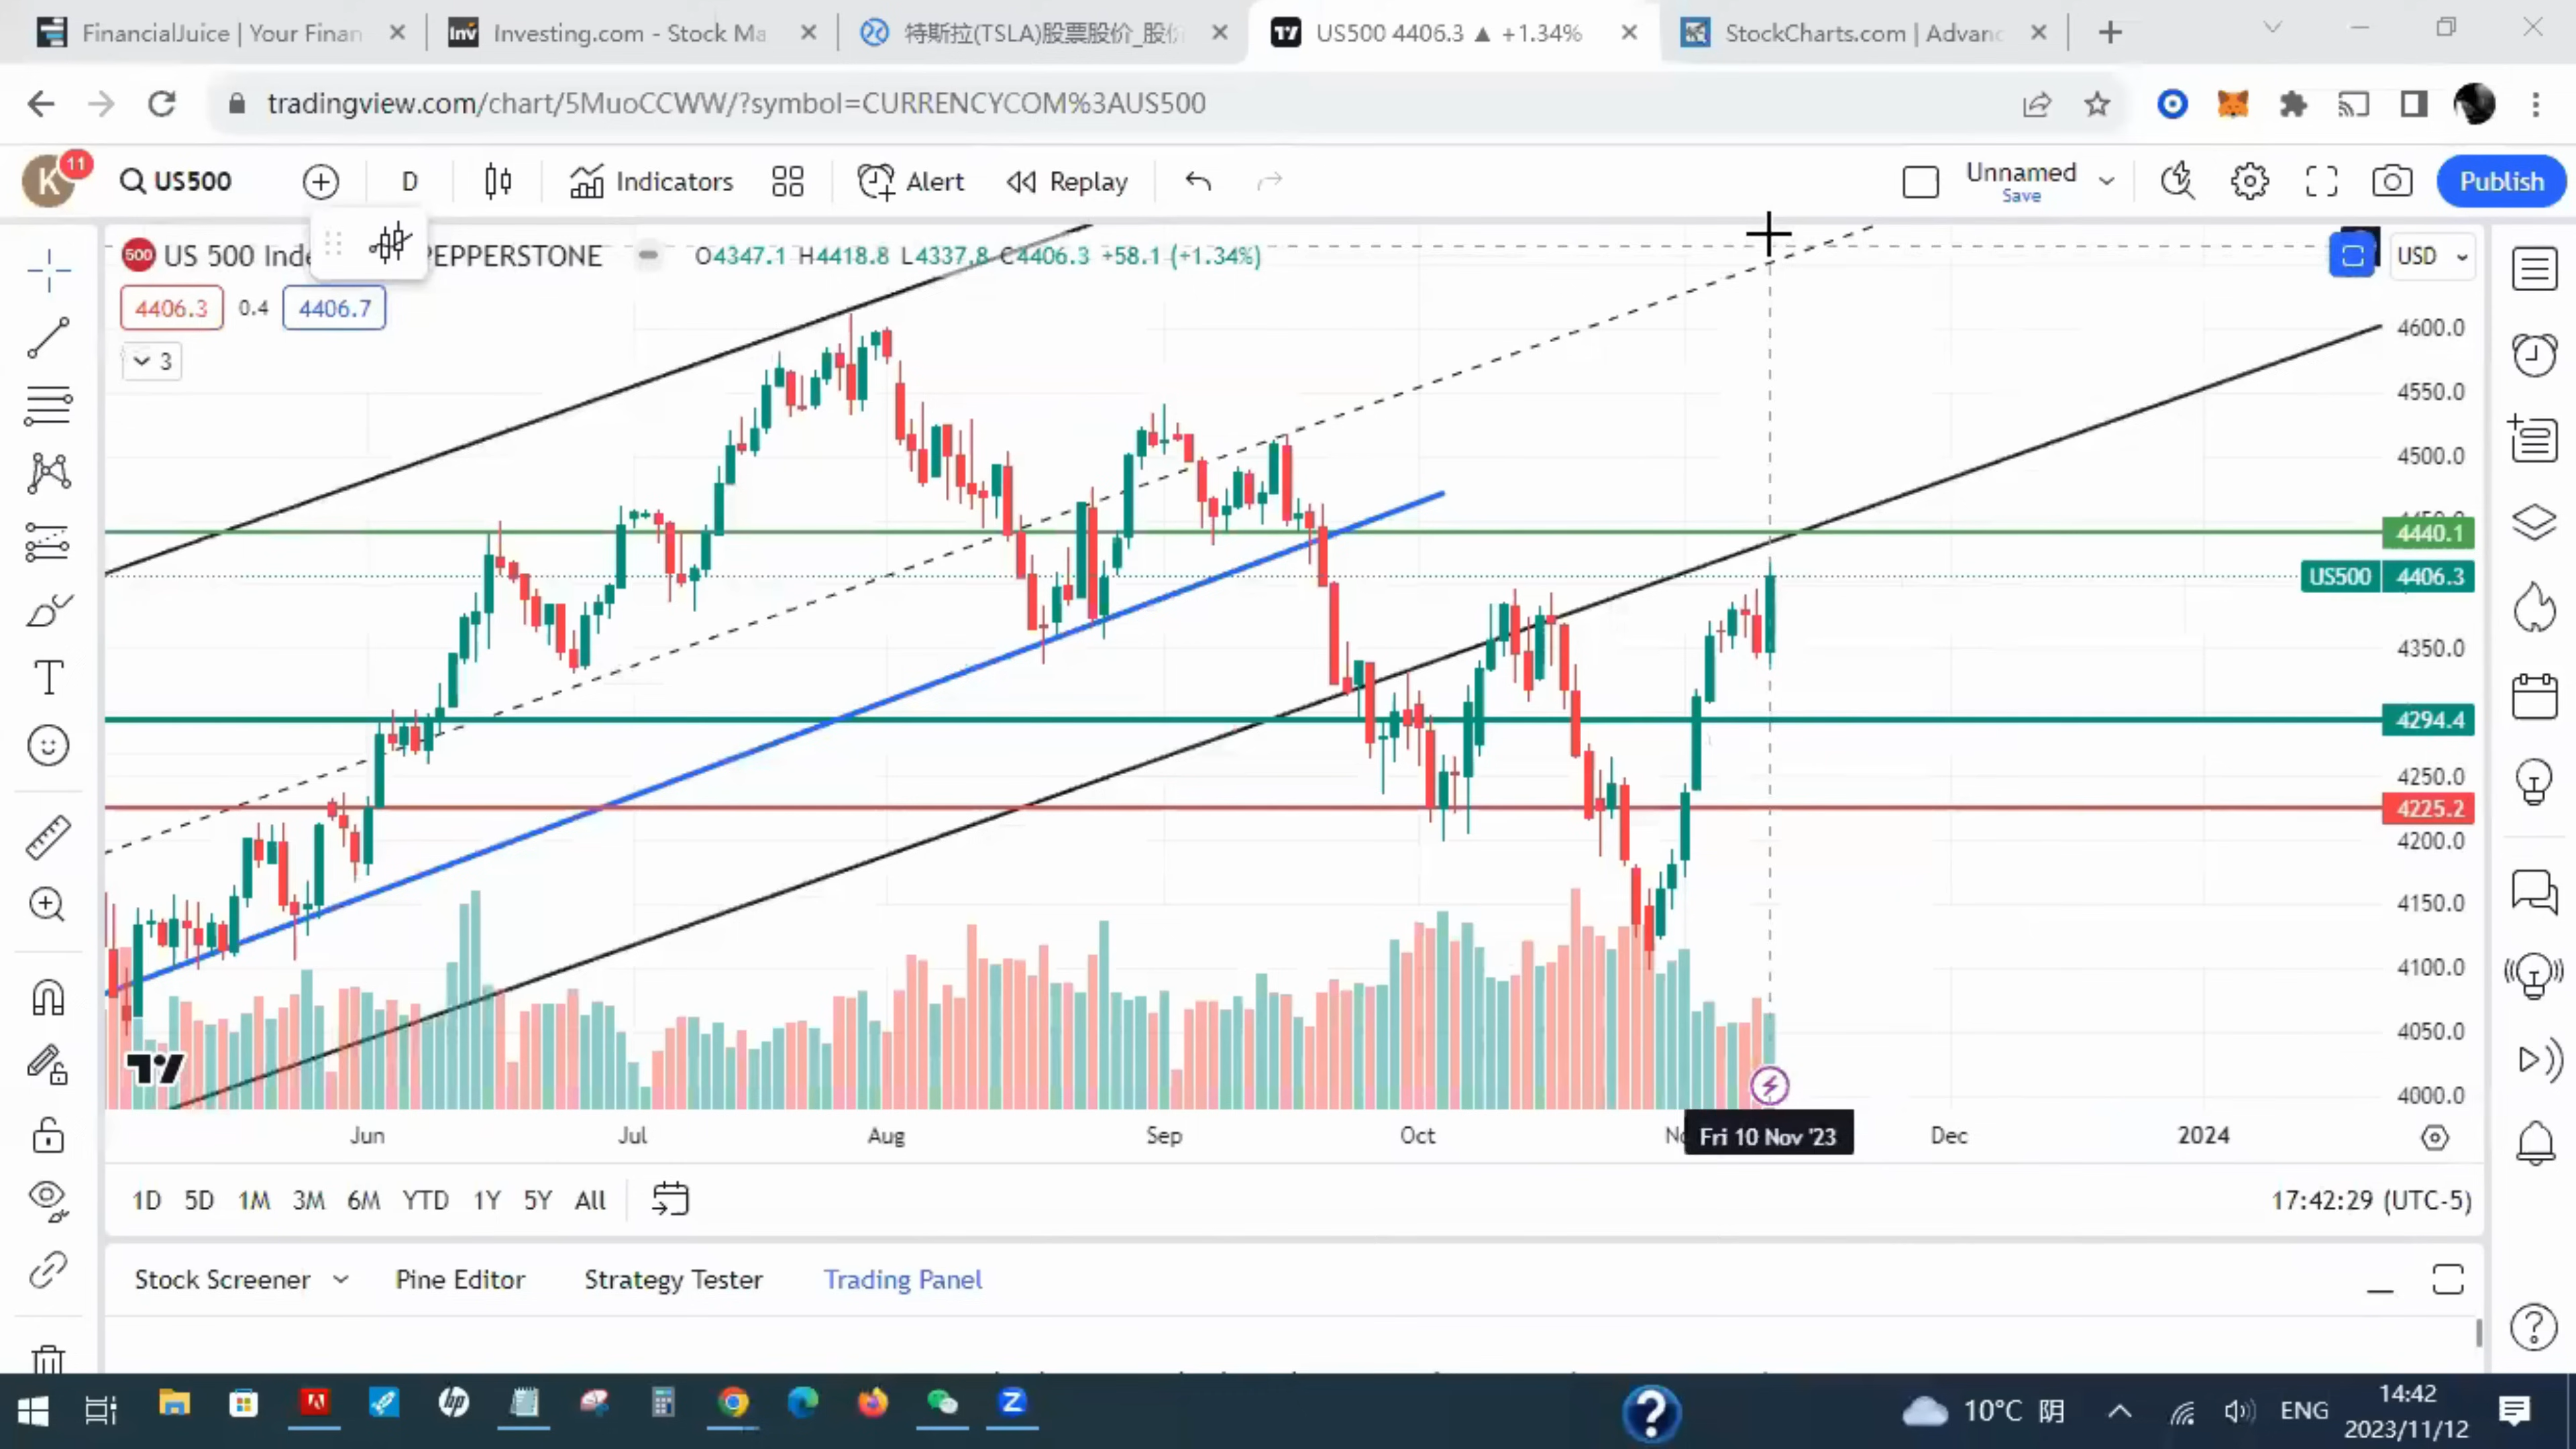 FinancialJuice | Your Finan
Investing.com - Stock Ma
特斯拉(TSLA)股票股价_股价
US500 4406.3 ▲ +1.34%
StockCharts.com | Advanc
tradingview.com/chart/5MuoCCWW/?symbol=CURRENCYCOM%3AUS500
K 11
US500
D
Indicators
Alert
Replay
Unnamed
Save
Publish
500 US 500 Inde EPPERSTONE
O4347.1 H4418.8 L4337.8 C4406.3 +58.1 (+1.34%)
USD
4406.3 0.4 4406.7
3
4600.0
4550.0
4500.0
4440.1
US500 4406.3
4350.0
4294.4
4250.0
4225.2
4200.0
4150.0
4100.0
4050.0
4000.0
Jun Jul Aug Sep Oct Fri 10 Nov '23 Dec 2024
1D 5D 1M 3M 6M YTD 1Y 5Y All
17:42:29 (UTC-5)
Stock Screener Pine Editor Strategy Tester Trading Panel
10°C 阴
ENG
14:42
2023/11/12